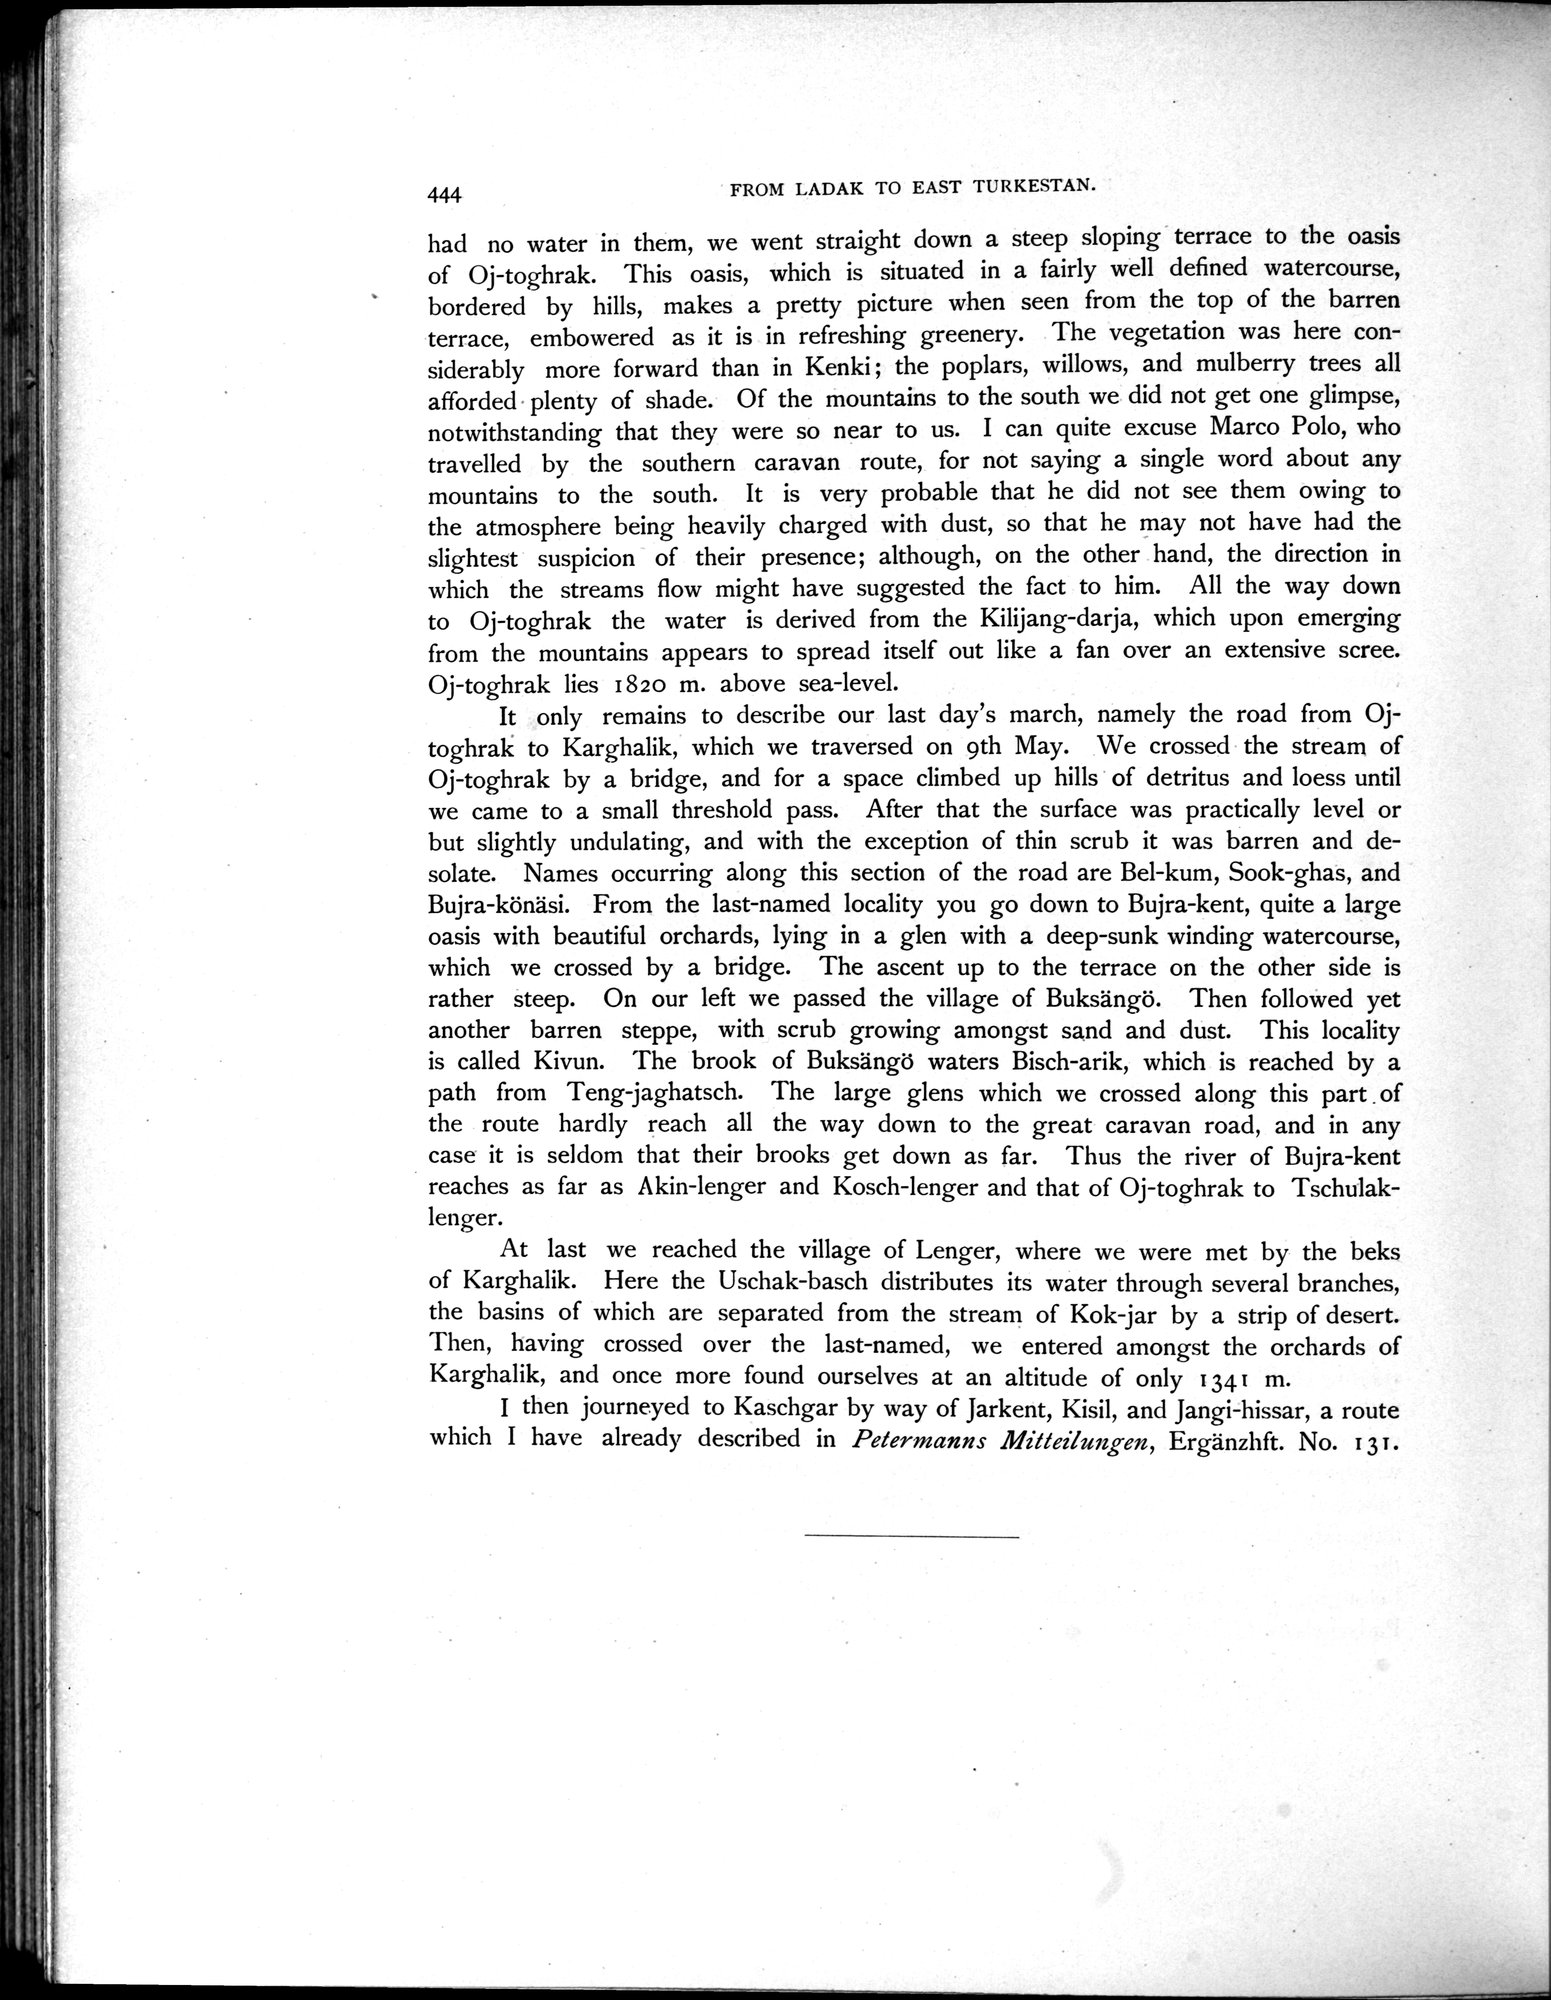 444
FROM LADAK TO EAST TURKESTAN.
had no water in them, we went straight down a steep sloping terrace to the oasis
of Oj-toghrak. This oasis, which is situated in a fairly well defined watercourse,
bordered by hills, makes a pretty picture when seen from the top of the barren
terrace, embowered as it is in refreshing greenery. The vegetation was here con-
siderably more forward than in Kenki; the poplars, willows, and mulberry trees all
afforded plenty of shade. Of the mountains to the south we did not get one glimpse,
notwithstanding that they were so near to us. I can quite excuse Marco Polo, who
travelled by the southern caravan route, for not saying a single word about any
mountains to the south. It is very probable that he did not see them owing to
the atmosphere being heavily charged with dust, so that he may not have had the
slightest suspicion of their presence; although, on the other hand, the direction in
which the streams flow might have suggested the fact to him. All the way down
to Oj-toghrak the water is derived from the Kilijang-darja, which upon emerging
from the mountains appears to spread itself out like a fan over an extensive scree.
Oj-toghrak lies 1820 m. above sea-level.
It only remains to describe our last day's march, namely the road from Oj-
toghrak to Karghalik, which we traversed on 9th May. We crossed the stream of
Oj-toghrak by a bridge, and for a space climbed up hills of detritus and loess until
we came to a small threshold pass. After that the surface was practically level or
but slightly undulating, and with the exception of thin scrub it was barren and de-
solate. Names occurring along this section of the road are Bel-kum, Sook-ghas, and
Bujra-könäsi. From the last-named locality you go down to Bujra-kent, quite a large
oasis with beautiful orchards, lying in a glen with a deep-sunk winding watercourse,
which we crossed by a bridge. The ascent up to the terrace on the other side is
rather steep. On our left we passed the village of Buksängö. Then followed yet
another barren steppe, with scrub growing amongst sand and dust. This locality
is called Kivun. The brook of Buksängö waters Bisch-arik, which is reached by a
path from Teng-jaghatsch. The large glens which we crossed along this part of
the route hardly reach all the way down to the great caravan road, and in any
case it is seldom that their brooks get down as far. Thus the river of Bujra-kent
reaches as far as Akin-lenger and Kosch-lenger and that of Oj-toghrak to Tschulak-
lenger.
At last we reached the village of Lenger, where we were met by the beks
of Karghalik. Here the Uschak-basch distributes its water through several branches,
the basins of which are separated from the stream of Kok-jar by a strip of desert.
Then, having crossed over the last-named, we entered amongst the orchards of
Karghalik, and once more found ourselves at an altitude of only 1341 m.
I then journeyed to Kaschgar by way of Jarkent, Kisil, and Jangi-hissar, a route
which I have already described in Petermanns Mitteilungen, Ergänzhft. No. 131.